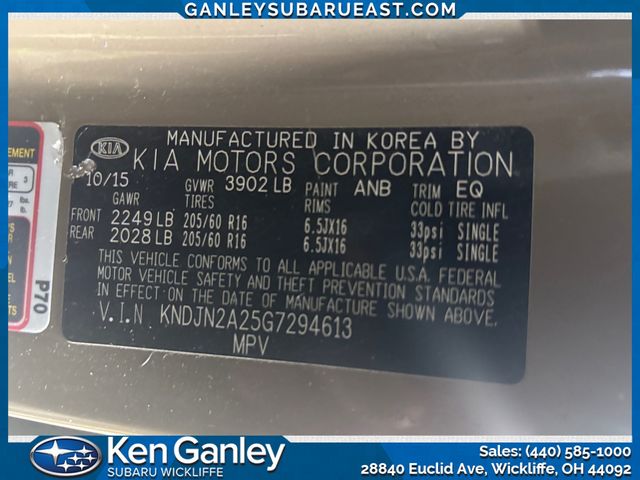 GANLEYSUBARUEAST.COM
KIA
MANUFACTURED IN KOREA BY
KIA MOTORS CORPORATION
10/15 GVWR 3902 LB PAINT ANB TRIM EQ
GAWR TIRES RIMS COLD TIRE INFL
FRONT 2249 LB 205/60 R16 6.5JX16 33psi SINGLE
REAR 2028 LB 205/60 R16 6.5JX16 33psi SINGLE
THIS VEHICLE CONFORMS TO ALL APPLICABLE U.S.A. FEDERAL
MOTOR VEHICLE SAFETY AND THEFT PREVENTION STANDARDS
IN EFFECT ON THE DATE OF MANUFACTURE SHOWN ABOVE.
V.I.N KNDJN2A25G7294613
MPV
P70
Ken Ganley
SUBARU WICKLIFFE
Sales: (440) 585-1000
28840 Euclid Ave, Wickliffe, OH 44092